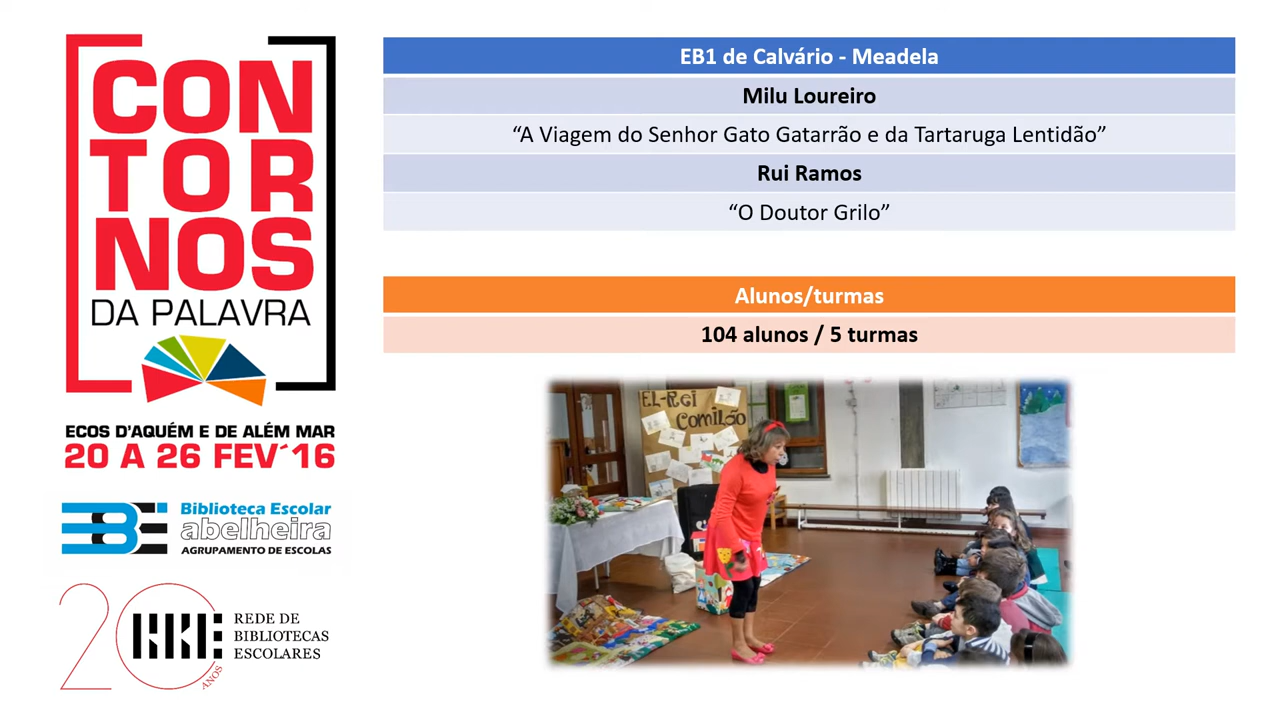 CON
TOR
NOS
DA PALAVRA
ECOS D'AQUÉM E DE ALÉM MAR
20 A 26 FEV´16
Biblioteca Escolar
abelheira
AGRUPAMENTO DE ESCOLAS
20
ANOS
REDE DE
BIBLIOTECAS
ESCOLARES
EB1 de Calvário - Meadela
Milu Loureiro
“A Viagem do Senhor Gato Gatarrão e da Tartaruga Lentidão”
Rui Ramos
“O Doutor Grilo”
Alunos/turmas
104 alunos / 5 turmas
EL-Rei
Comilão